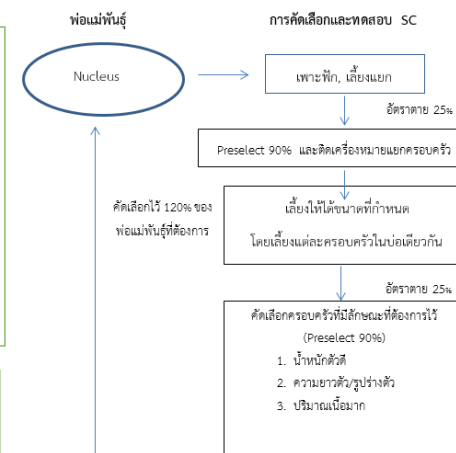 พ่อแม่พันธุ์
การคัดเลือกและทดสอบ SC
Nucleus
เพาะฟัก, เลี้ยงแยก
อัตราตาย 25%
Preselect 90% และติดเครื่องหมายแยกครอบครัว
คัดเลือกไว้ 120% ของ
พ่อแม่พันธุ์ที่ต้องการ
เลี้ยงให้ได้ขนาดที่กำหนด
โดยเลี้ยงแต่ละครอบครัวในบ่อเดียวกัน
อัตราตาย 25%
คัดเลือกครอบครัวที่มีลักษณะที่ต้องการไว้
(Preselect 90%)
1. น้ำหนักตัวดี
2. ความยาวตัว/รูปร่างตัว
3. ปริมาณเนื้อมาก